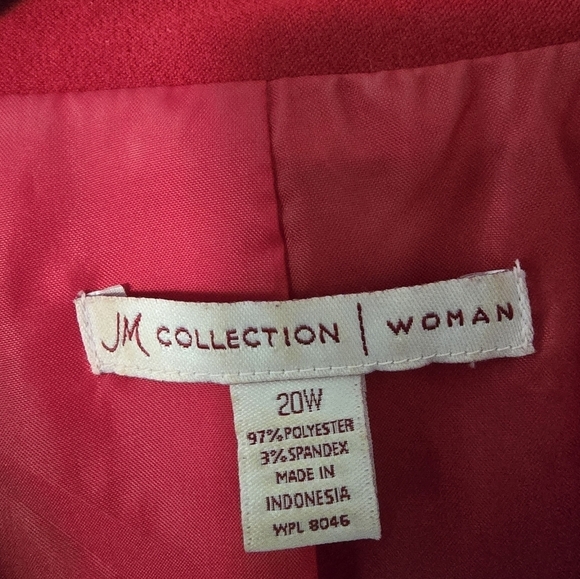 JM COLLECTION | WOMAN
20W
97% POLYESTER
3% SPANDEX
MADE IN
INDONESIA
WPL 8046